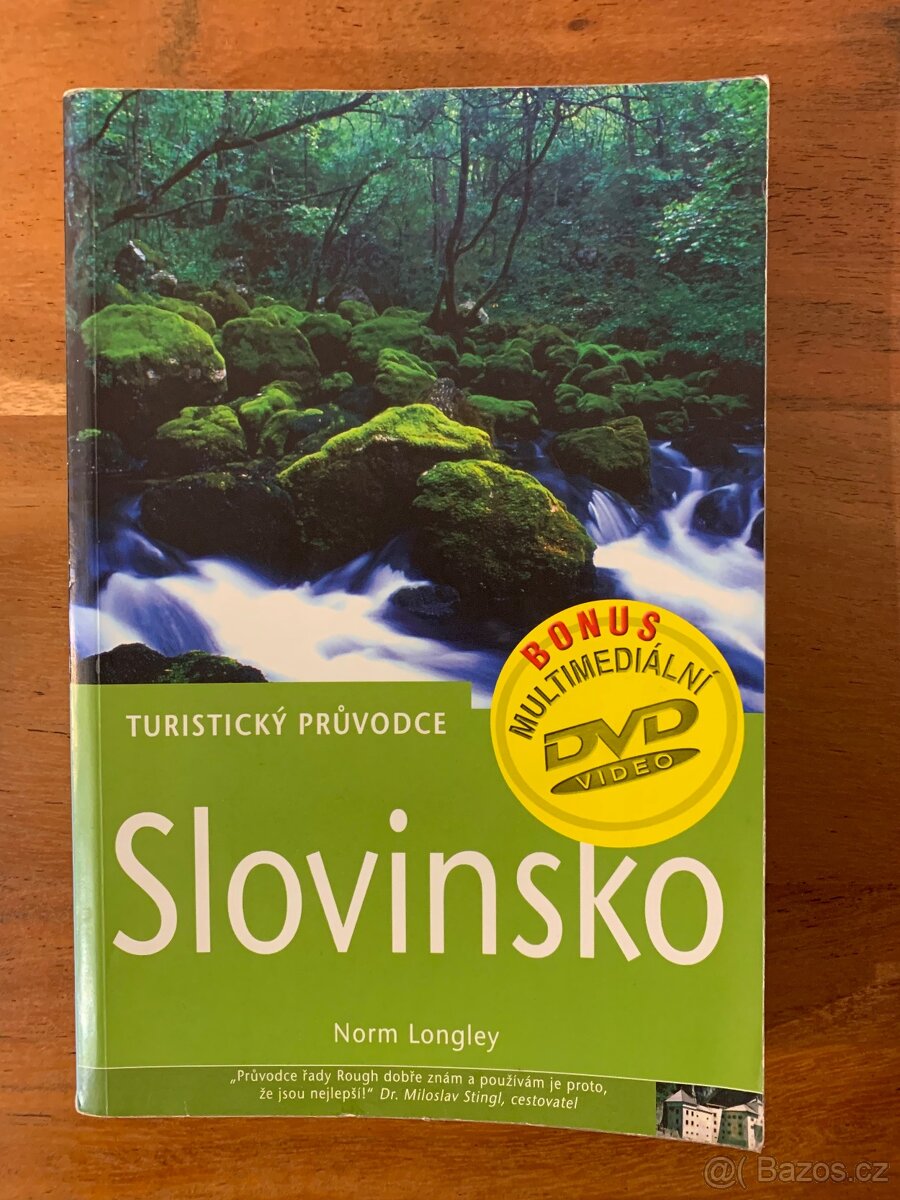 BONUS
MULTIMEDIÁLNÍ
DVD
VIDEO
TURISTICKÝ PRŮVODCE
Slovinsko
Norm Longley
„Průvodce řady Rough dobře znám a používám je proto,
že jsou nejlepší!“ Dr. Miloslav Stingl, cestovatel
@ Bazos.cz